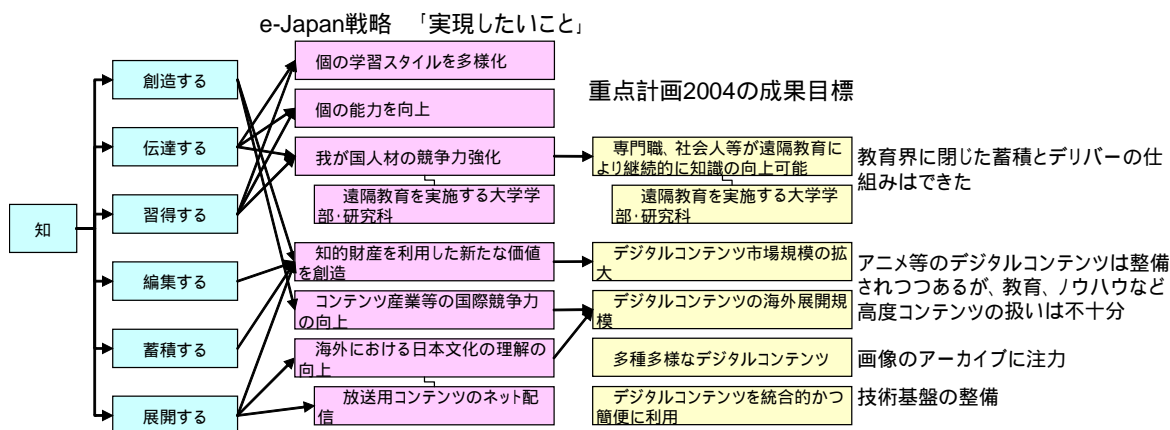 e-Japan戦略 「実現したいこと」
重点計画2004の成果目標
知
創造する
伝達する
習得する
編集する
蓄積する
展開する
個の学習スタイルを多様化
個の能力を向上
我が国人材の競争力強化
遠隔教育を実施する大学学
部・研究科
知的財産を利用した新たな価値
を創造
コンテンツ産業等の国際競争力
の向上
海外における日本文化の理解の
向上
放送用コンテンツのネット配
信
専門職、社会人等が遠隔教育に
より継続的に知識の向上可能
遠隔教育を実施する大学学
部・研究科
デジタルコンテンツ市場規模の拡
大
デジタルコンテンツの海外展開規
模
多種多様なデジタルコンテンツ
デジタルコンテンツを統合的かつ
簡便に利用
教育界に閉じた蓄積とデリバーの仕
組みはできた
アニメ等のデジタルコンテンツは整備
されつつあるが、教育、ノウハウなど
高度コンテンツの扱いは不十分
画像のアーカイブに注力
技術基盤の整備